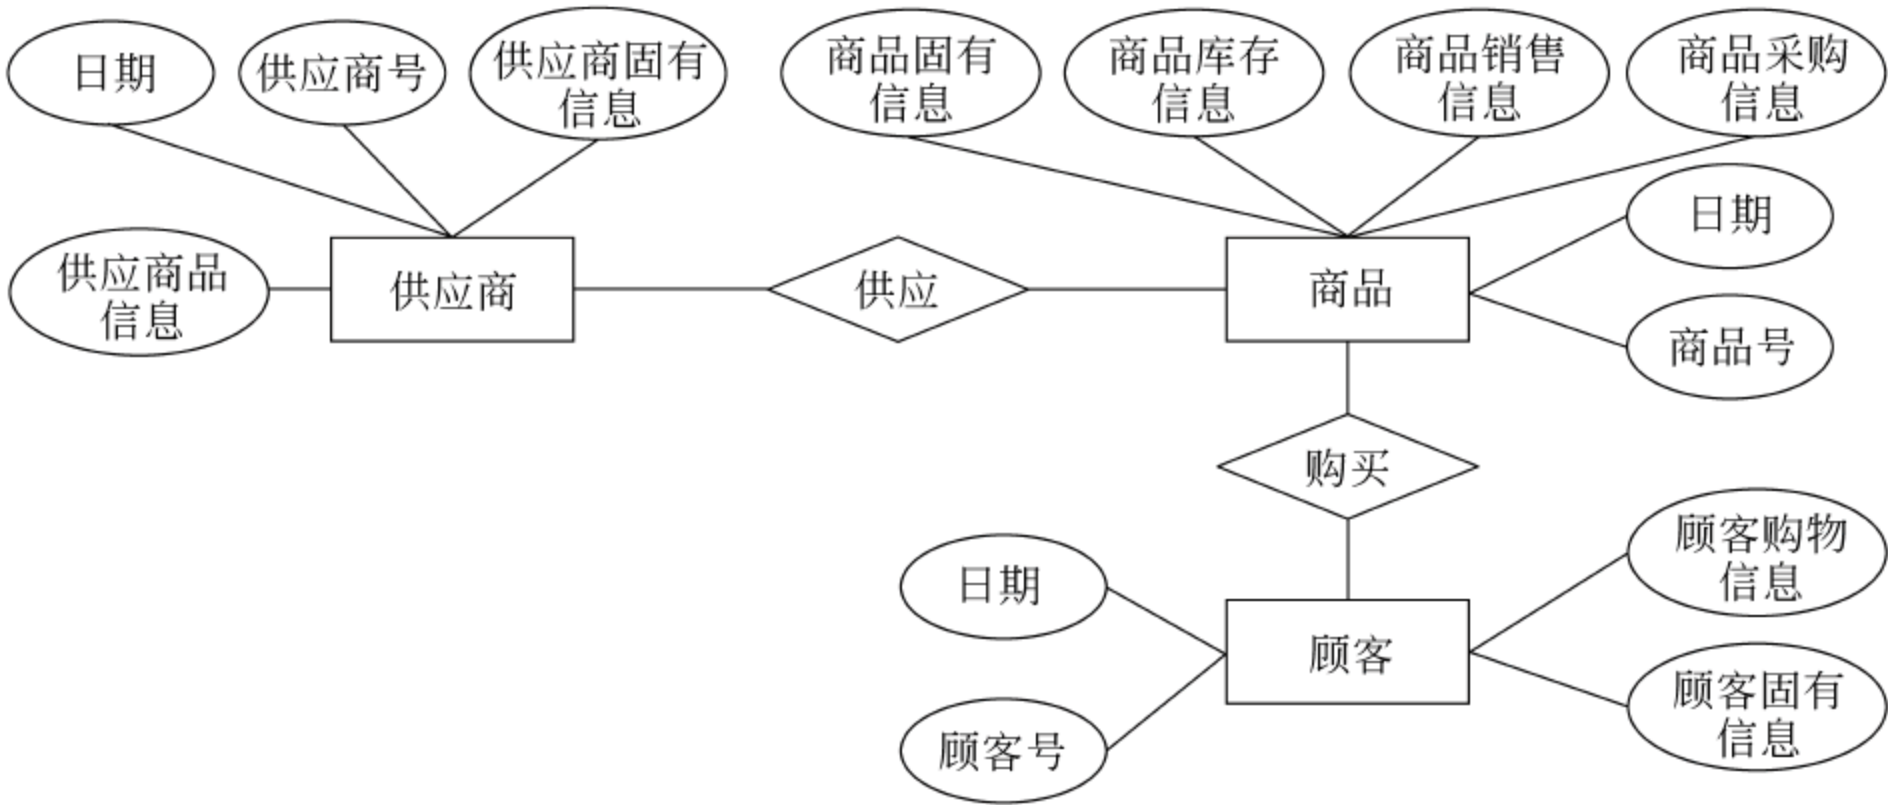 日期
供应商号
供应商固有
信息
商品固有
信息
商品库存
信息
商品销售
信息
商品采购
信息
日期
供应商品
信息
供应商
供应
商品
商品号
购买
顾客购物
信息
日期
顾客
顾客固有
信息
顾客号